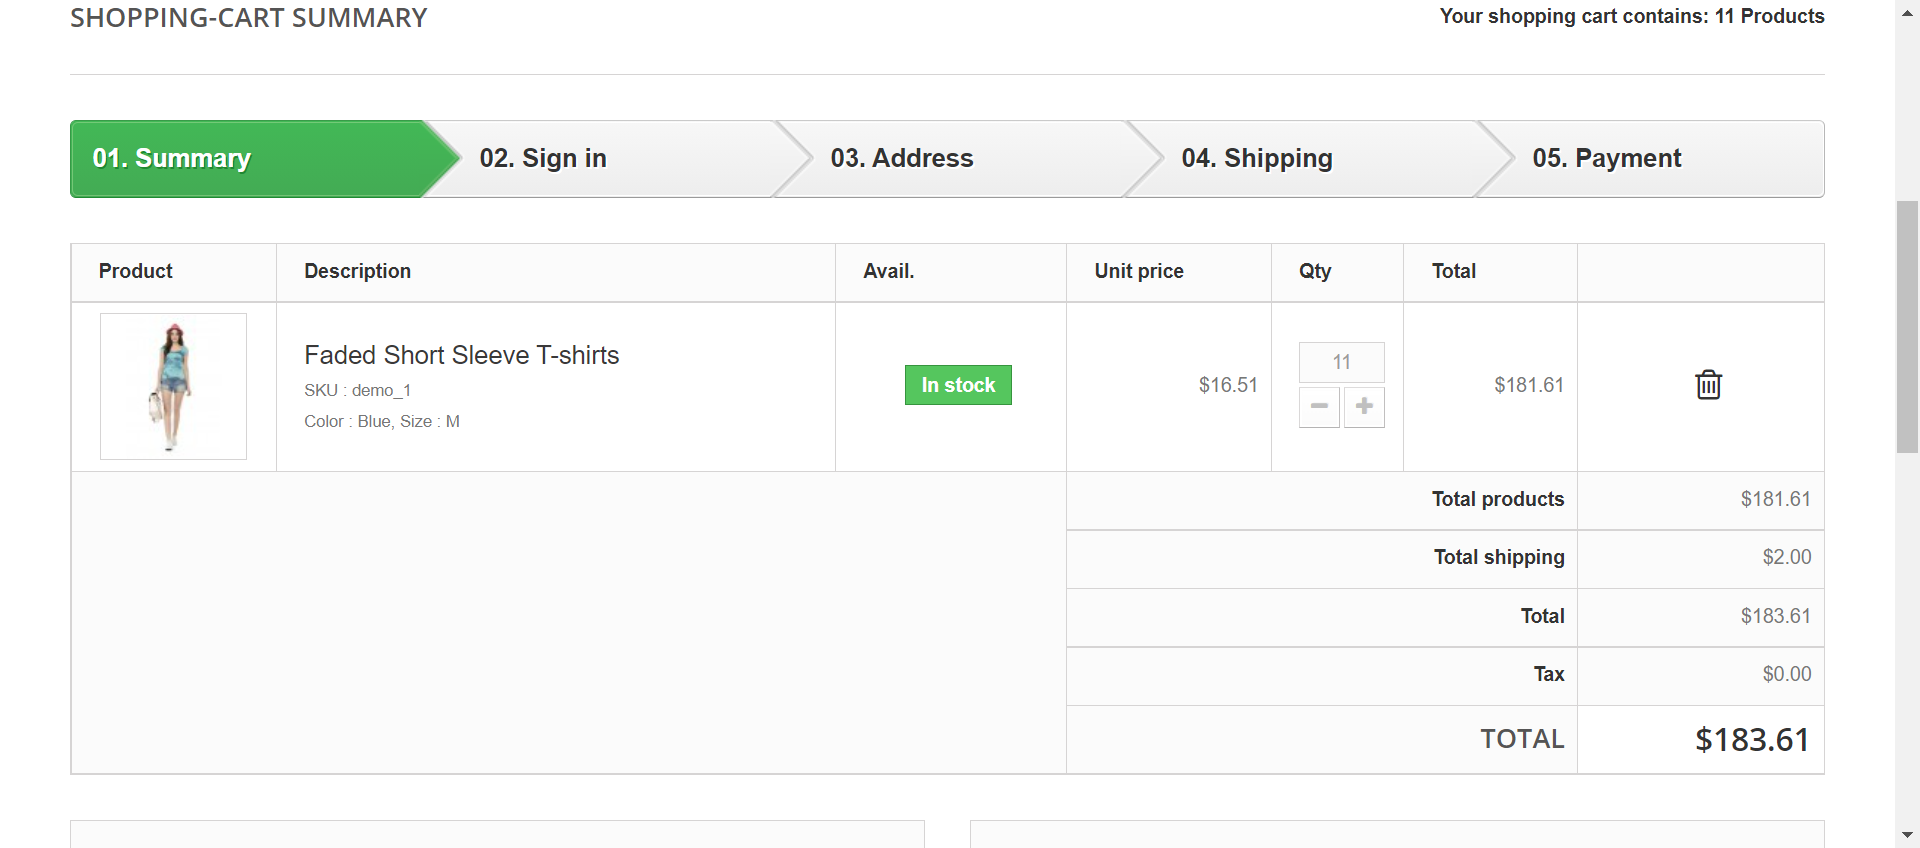 SHOPPING-CART SUMMARY
Your shopping cart contains: 11 Products
01. Summary
02. Sign in
03. Address
04. Shipping
05. Payment
Product
Description
Avail.
Unit price
Qty
Total
Faded Short Sleeve T-shirts
SKU : demo_1
Color : Blue, Size : M
In stock
$16.51
11
$181.61
Total products
$181.61
Total shipping
$2.00
Total
$183.61
Tax
$0.00
TOTAL
$183.61